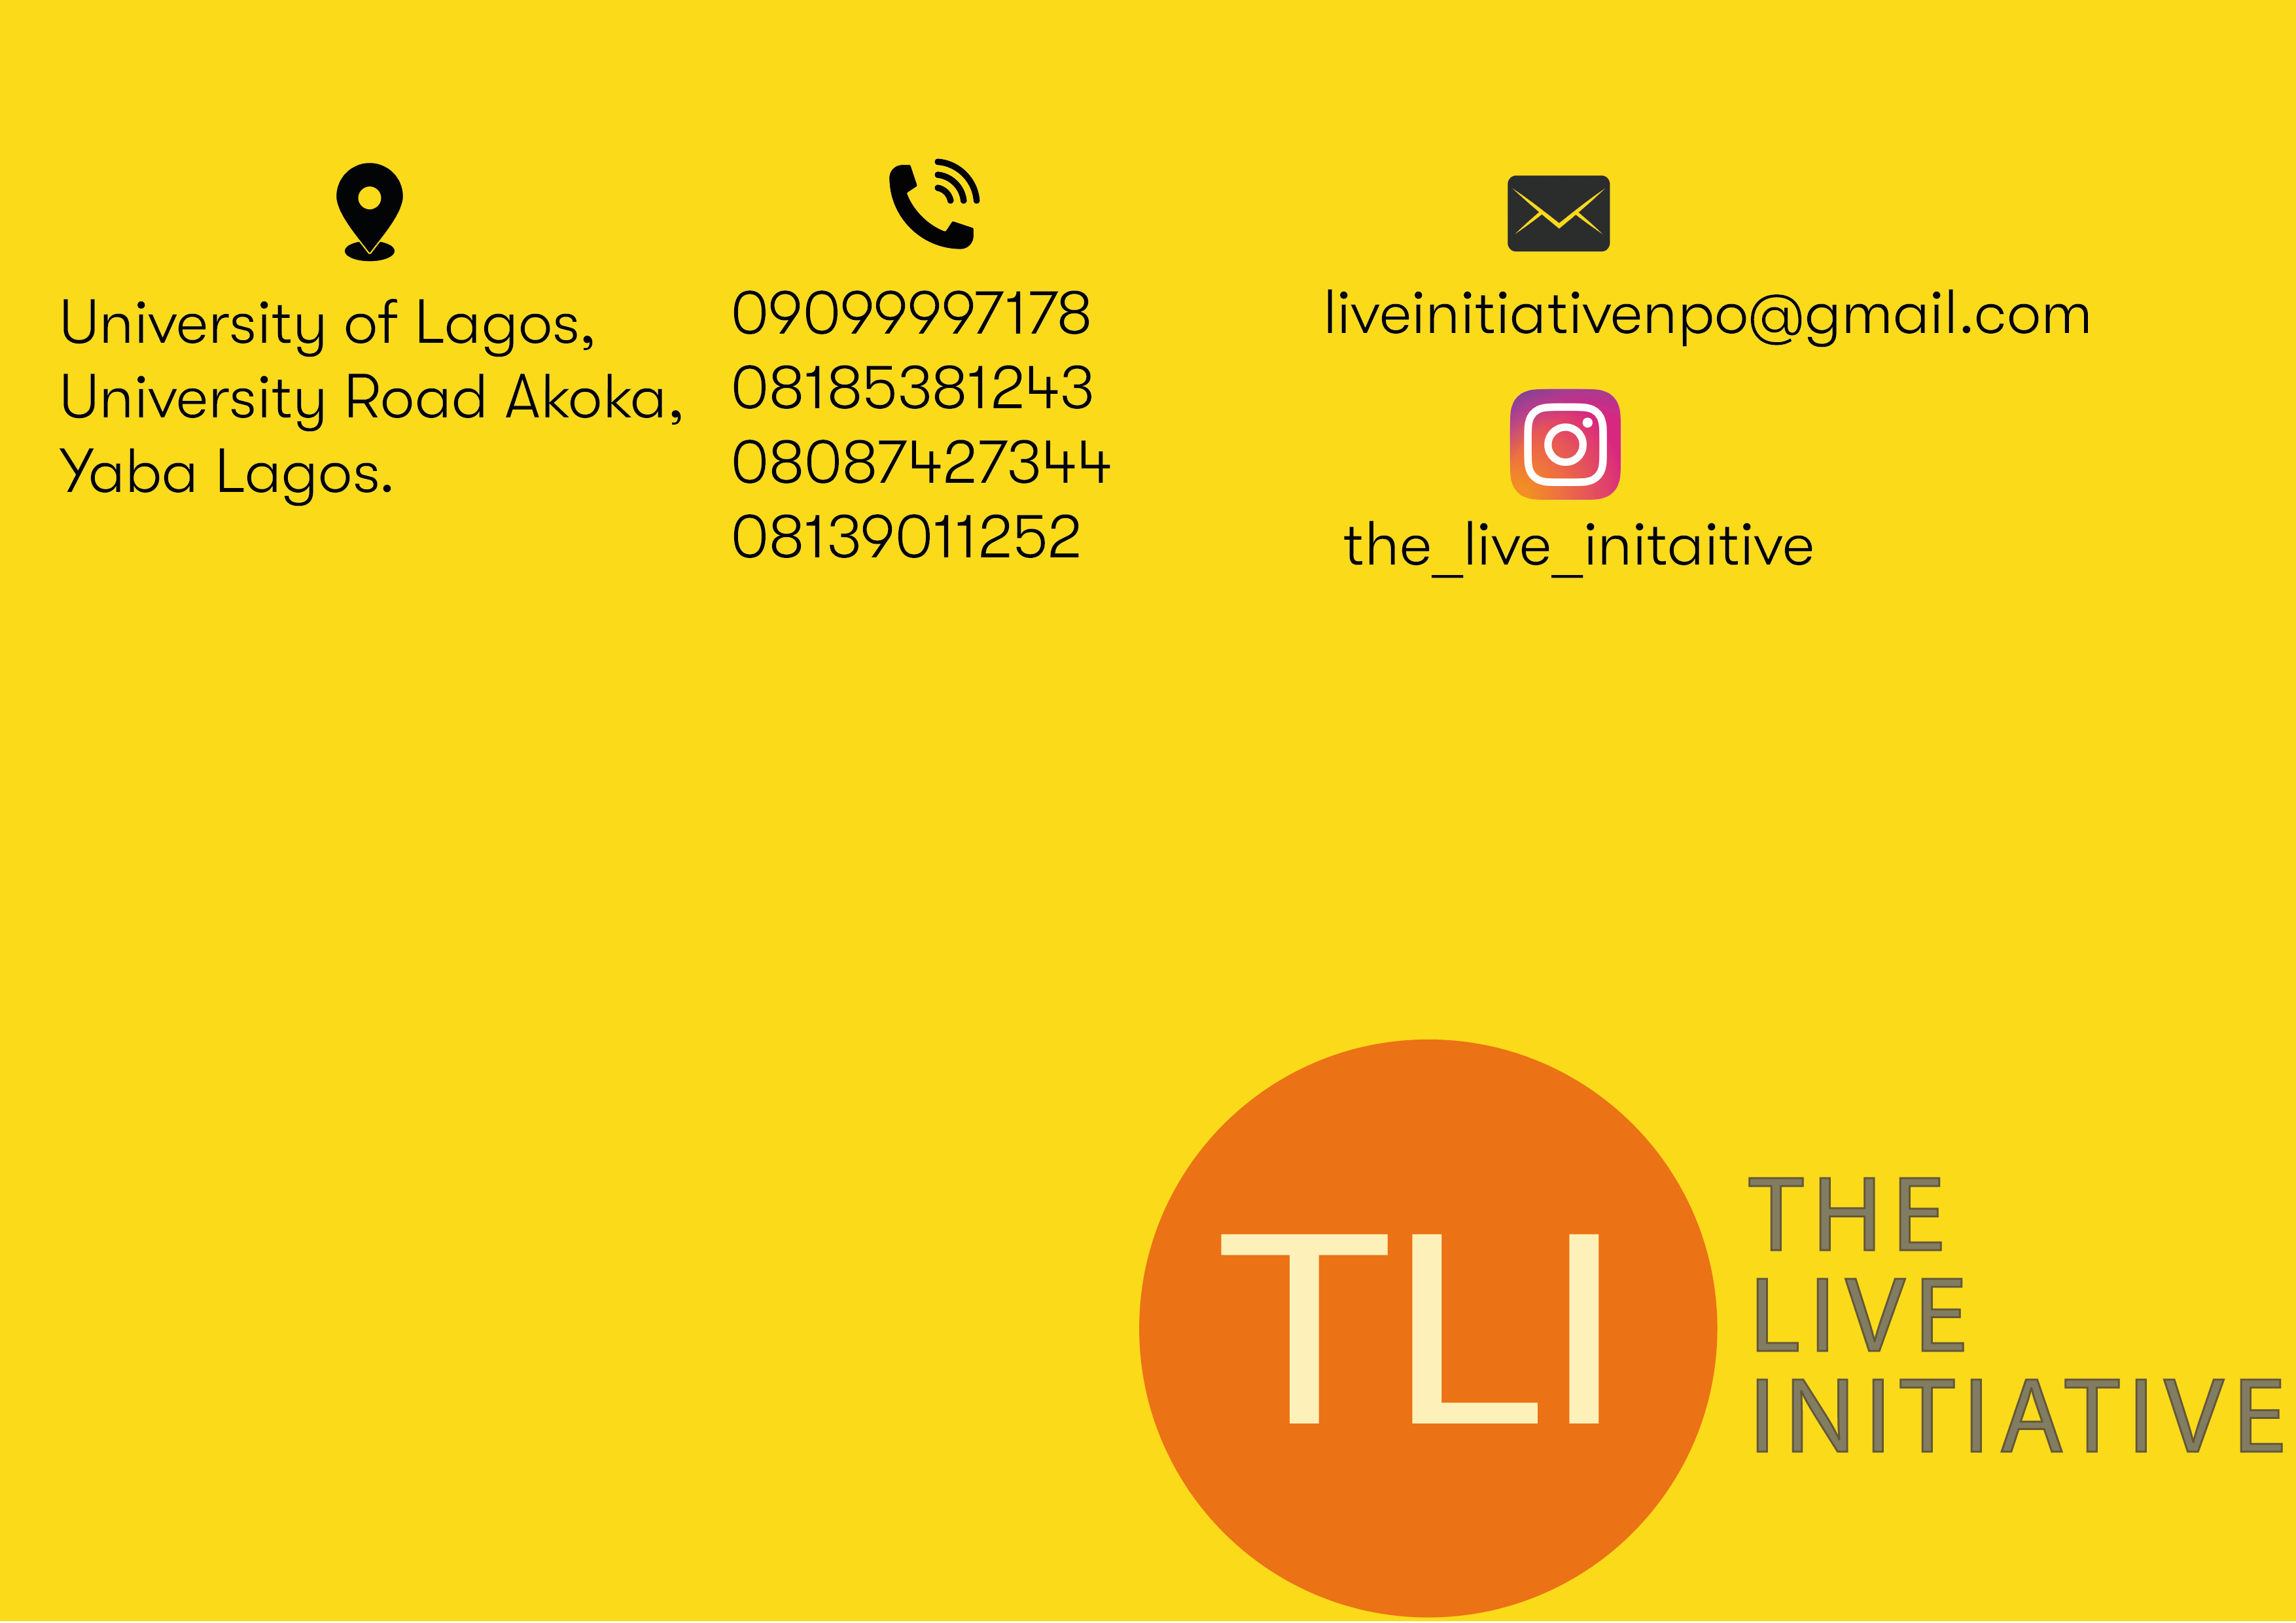 University of Lagos,
University Road Akoka,
Yaba Lagos.
09099997178
08185381243
08087427344
08139011252
liveinitiativenpo@gmail.com
the_live_initaitive
TLI
THE
LIVE
INITIATIVE